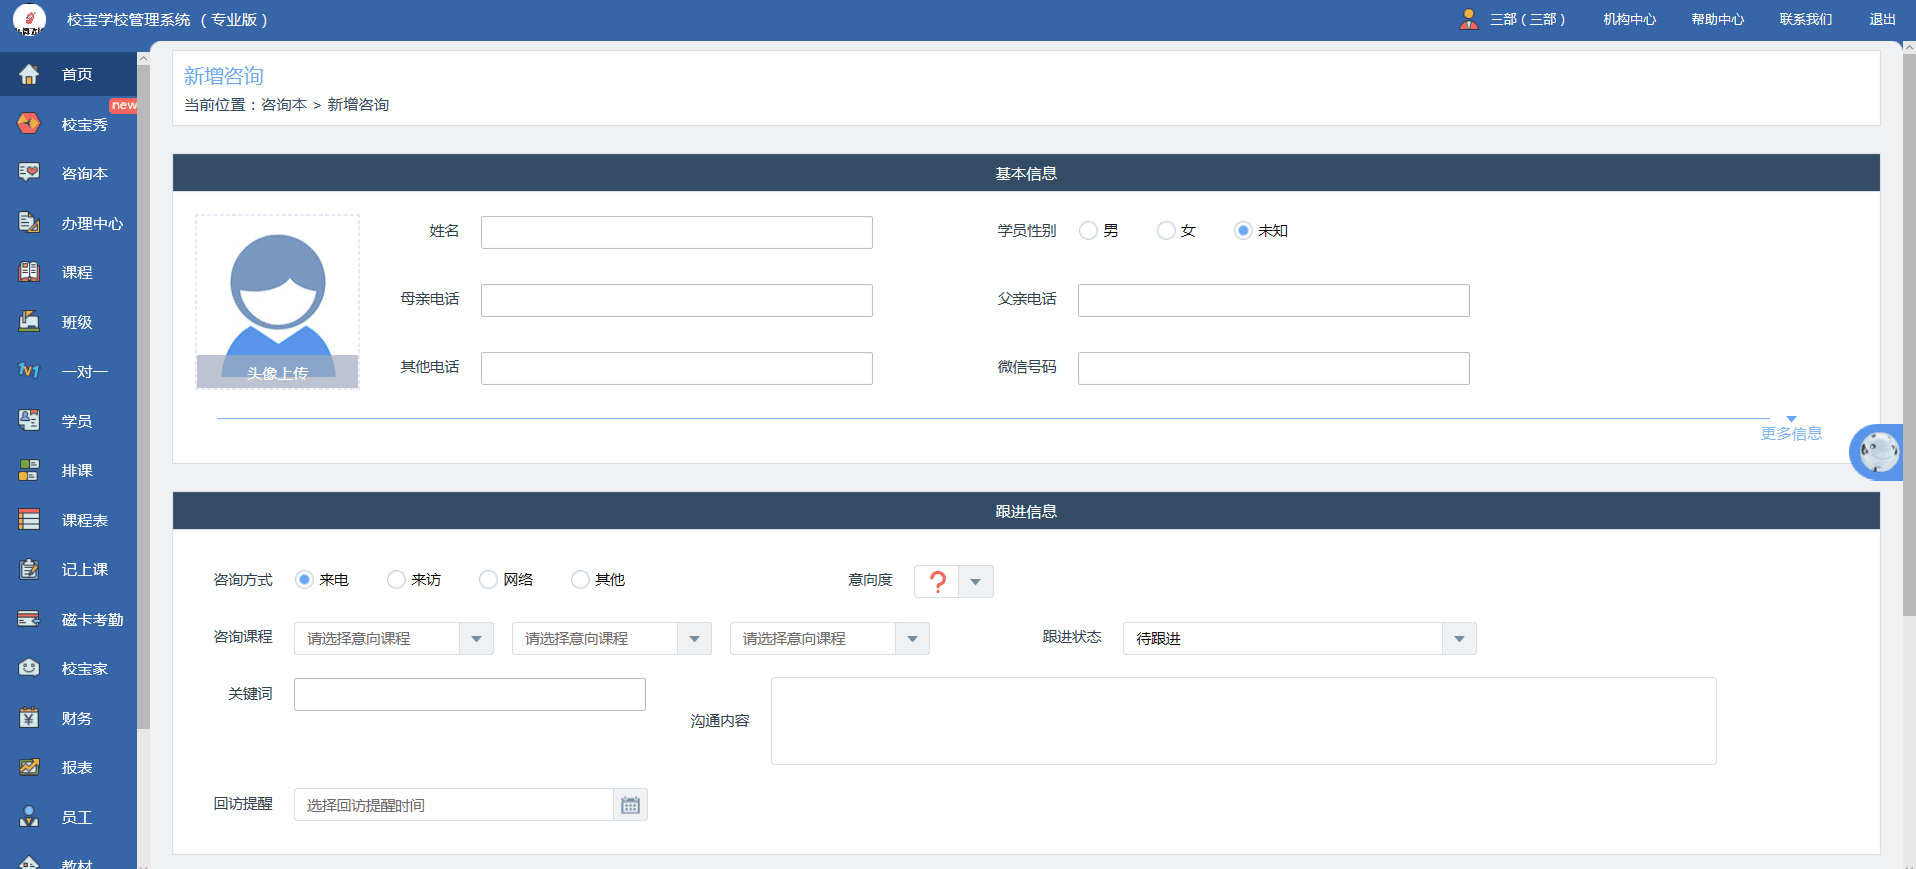 校宝学校管理系统 （专业版）
三部（三部） 机构中心 帮助中心 联系我们 退出
首页
new
校宝秀
咨询本
办理中心
课程
班级
1V1 一对一
学员
排课
课程表
记上课
磁卡考勤
校宝家
财务
报表
员工
教材
新增咨询
当前位置：咨询本 > 新增咨询
基本信息
头像上传
姓名
学员性别 男 女 未知
母亲电话
父亲电话
其他电话
微信号码
更多信息
跟进信息
咨询方式 来电 来访 网络 其他
意向度 ?
咨询课程 请选择意向课程 请选择意向课程 请选择意向课程
跟进状态 待跟进
关键词
沟通内容
回访提醒 选择回访提醒时间